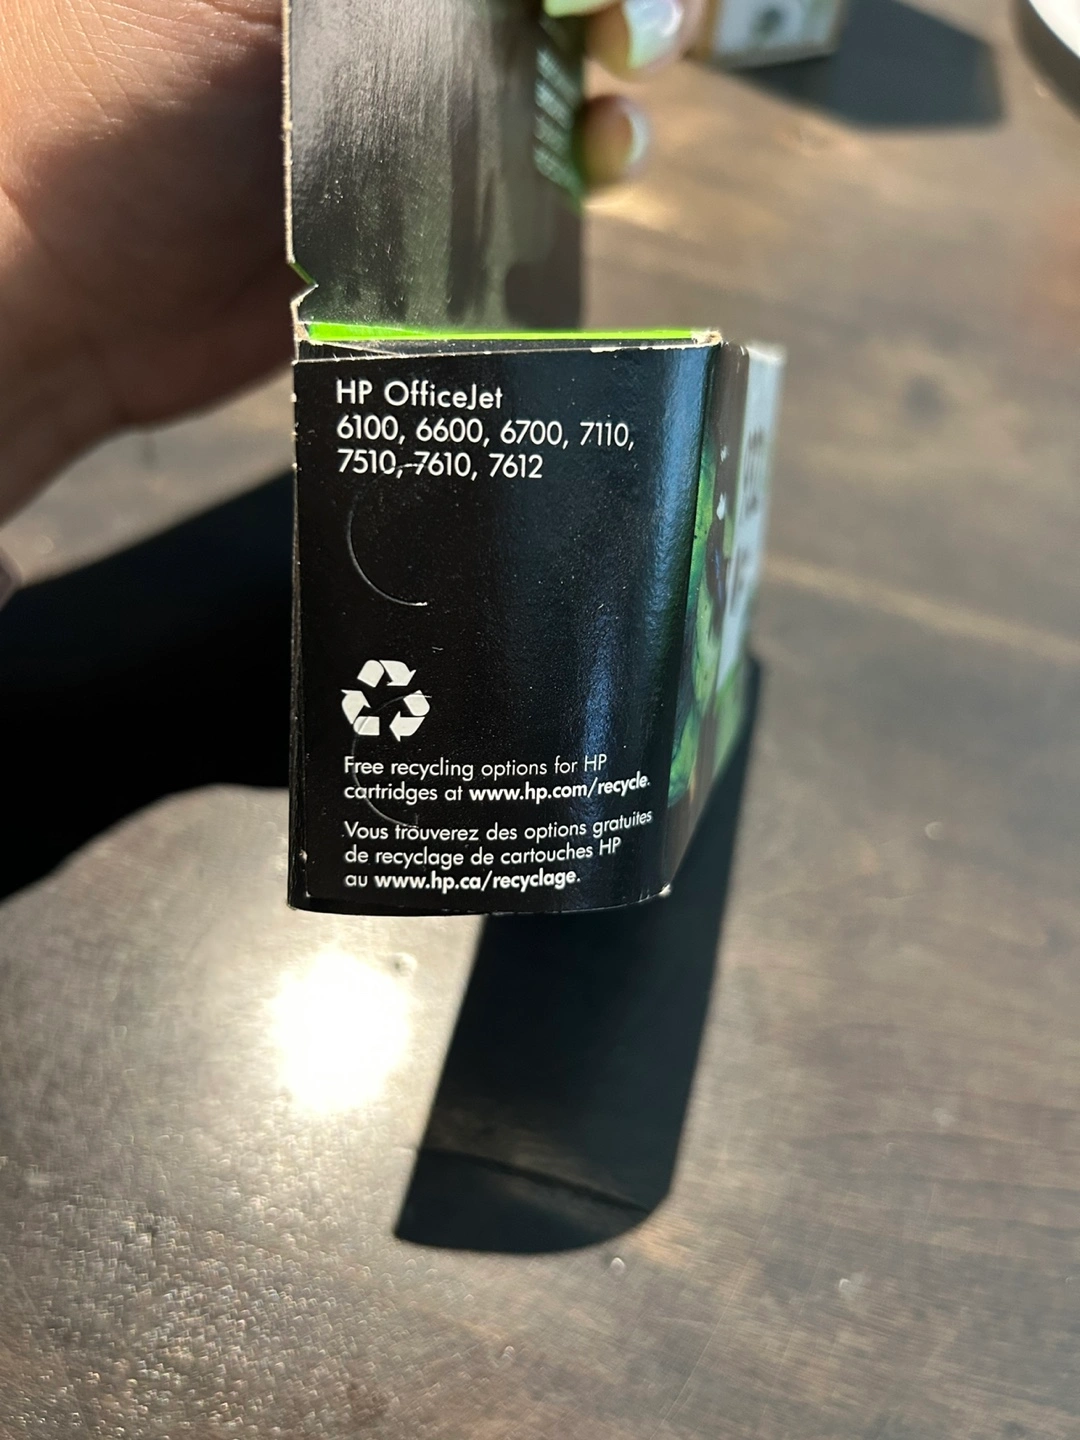 HP OfficeJet
6100, 6600, 6700, 7110,
7510, 7610, 7612
Free recycling options for HP
cartridges at www.hp.com/recycle.
Vous trouverez des options gratuites
de recyclage de cartouches HP
au www.hp.ca/recyclage.